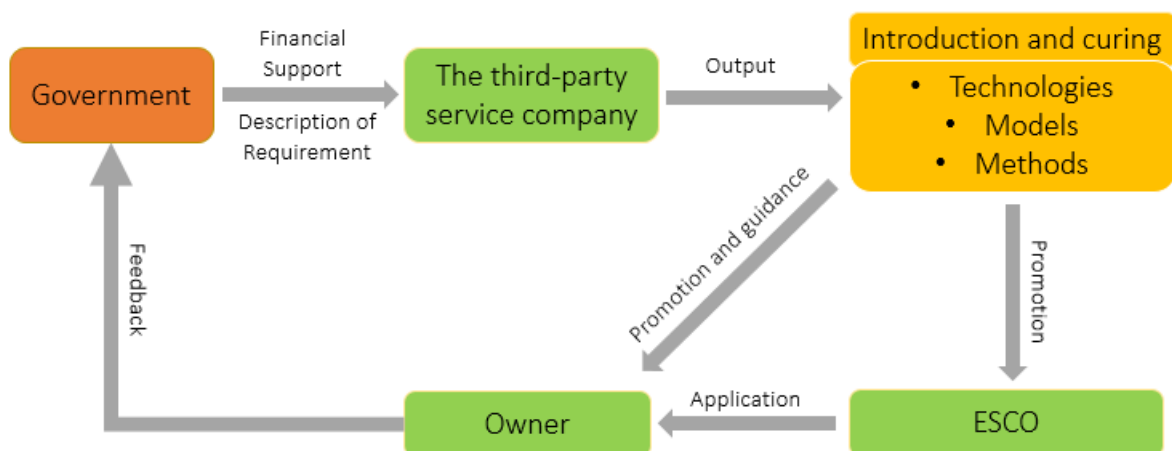 Government
Financial
Support
Description of
Requirement
The third-party
service company
Output
Introduction and curing
• Technologies
• Models
• Methods
Promotion and guidance
Promotion
Feedback
Owner
Application
ESCO